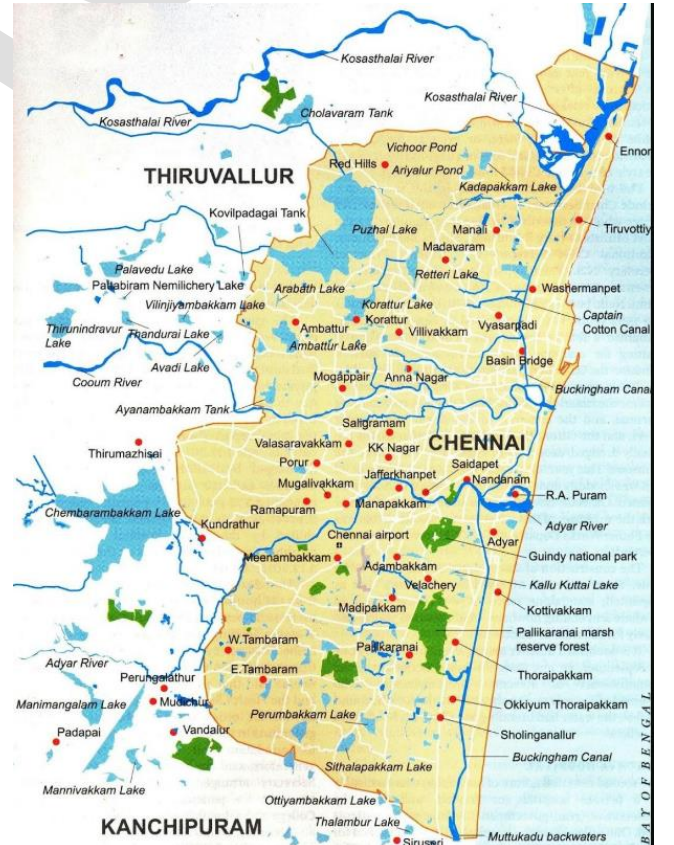 Kosasthalai River
Kosasthalai River
Cholavaram Tank
Kosasthalai River
Vichoor Pond
Ennor
THIRUVALLUR
Red Hills
Ariyalur Pond
Kadapakkam Lake
Kovilpadagai Tank
Puzhal Lake
Manali
Tiruvottiy
Madavaram
Palavedu Lake
Retteri Lake
Pattabiram Nemilichery Lake
Arabath Lake
Washermanpet
Vilinjiyambakkam Lake
Korattur Lake
Captain
Cotton Canal
Thirunindravur
Lake
Thandurai Lake
Ambattur
Korattur
Villivakkam
Vyasarpadi
Ambattur Lake
Avadi Lake
Basin Bridge
Cooum River
Mogappair
Anna Nagar
Buckingham Cana
Ayanambakkam Tank
Saligramam
Thirumazhisai
Valasaravakkam
KK Nagar
CHENNAI
Porur
Jafferkhanpet
Saidapet
Mugalivakkam
Nandanam
R.A. Puram
Chembarambakkam Lake
Ramapuram
Manapakkam
Adyar River
Kundrathur
Chennai airport
Adyar
Guindy national park
Meenambakkam
Adambakkam
Velachery
Kallu Kuttai Lake
Madipakkam
Kottivakkam
W.Tambaram
Pallikaranai
Pallikaranai marsh
reserve forest
Adyar River
E.Tambaram
Thoraipakkam
Perungalathur
Manimangalam Lake
Mudichur
Perumbakkam Lake
Okkiyum Thoraipakkam
Padapai
Vandalur
Sholinganallur
Sithalapakkam Lake
Buckingham Canal
Mannivakkam Lake
Ottiyambakkam Lake
KANCHIPURAM
Thalambur Lake
Siruseri
Muttukadu backwaters
BAY OF BENGAL